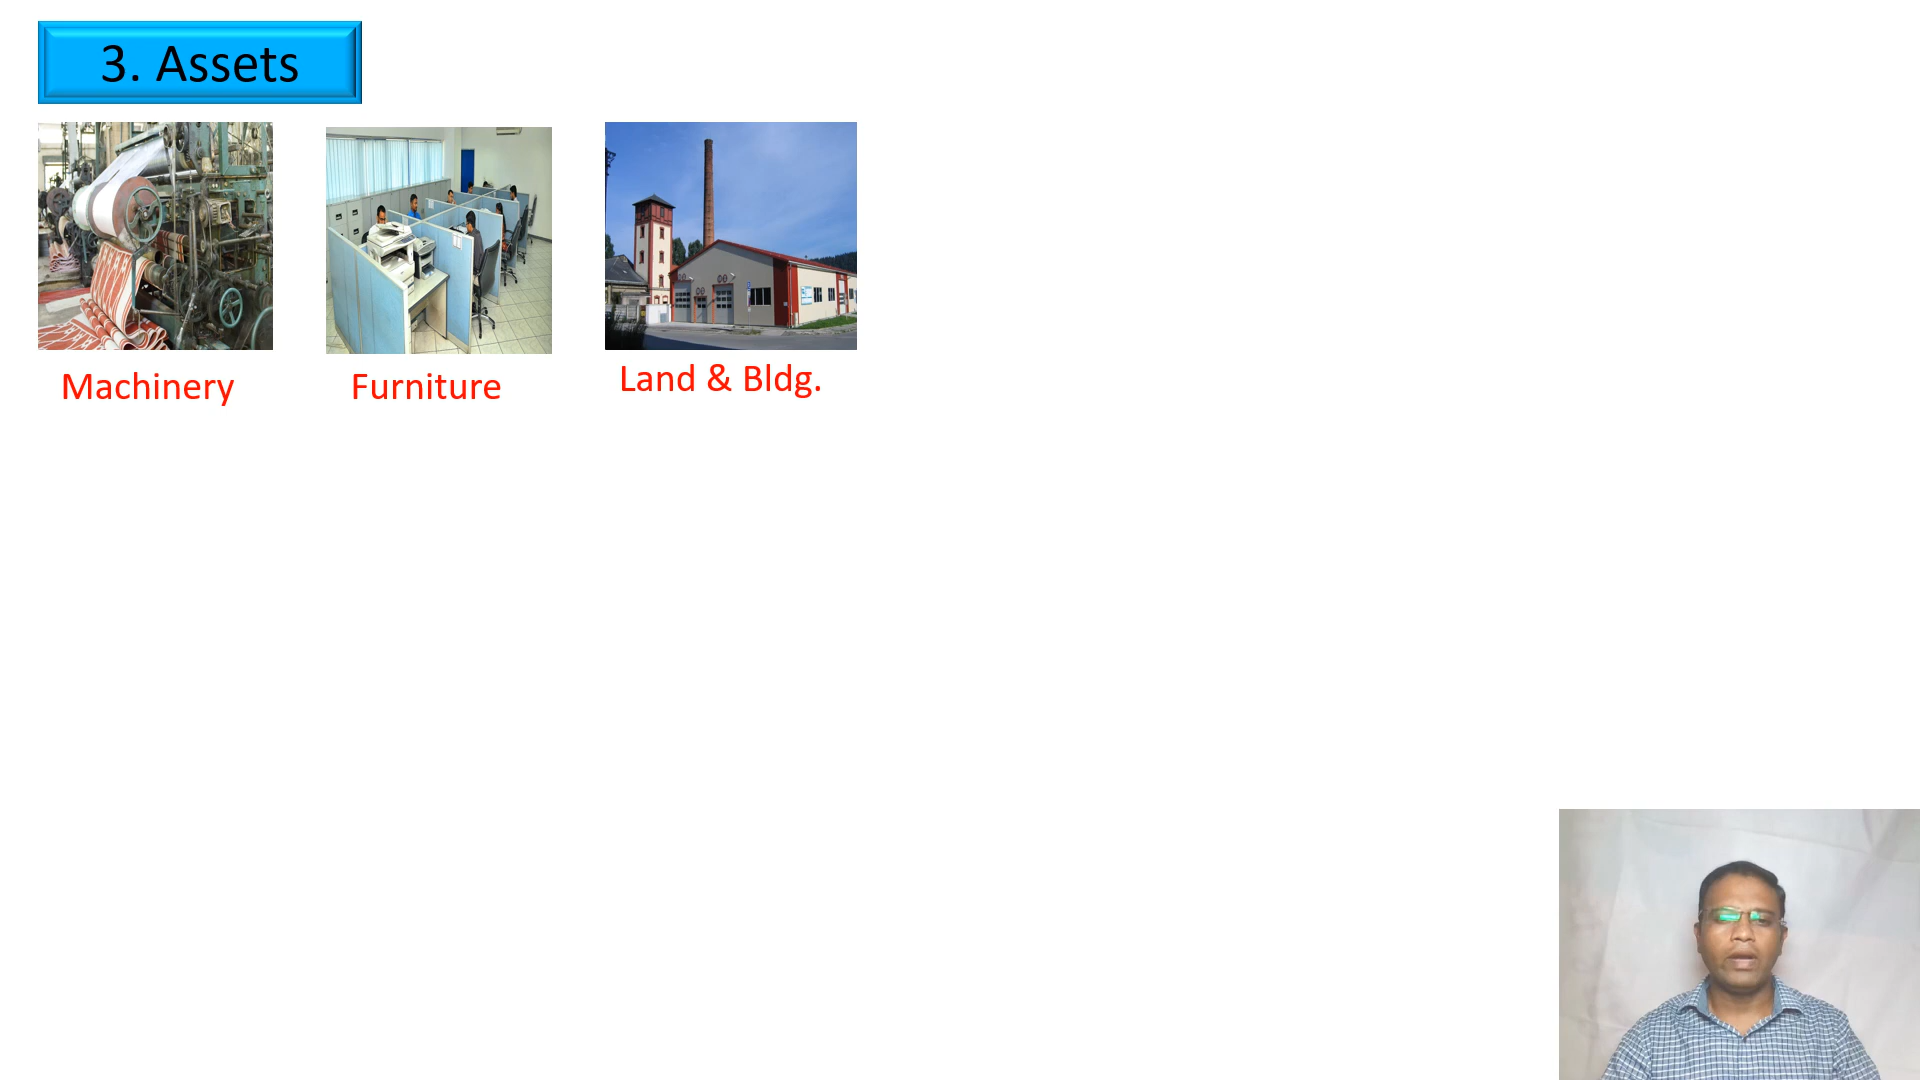 3. Assets
Machinery
Furniture
Land & Bldg.